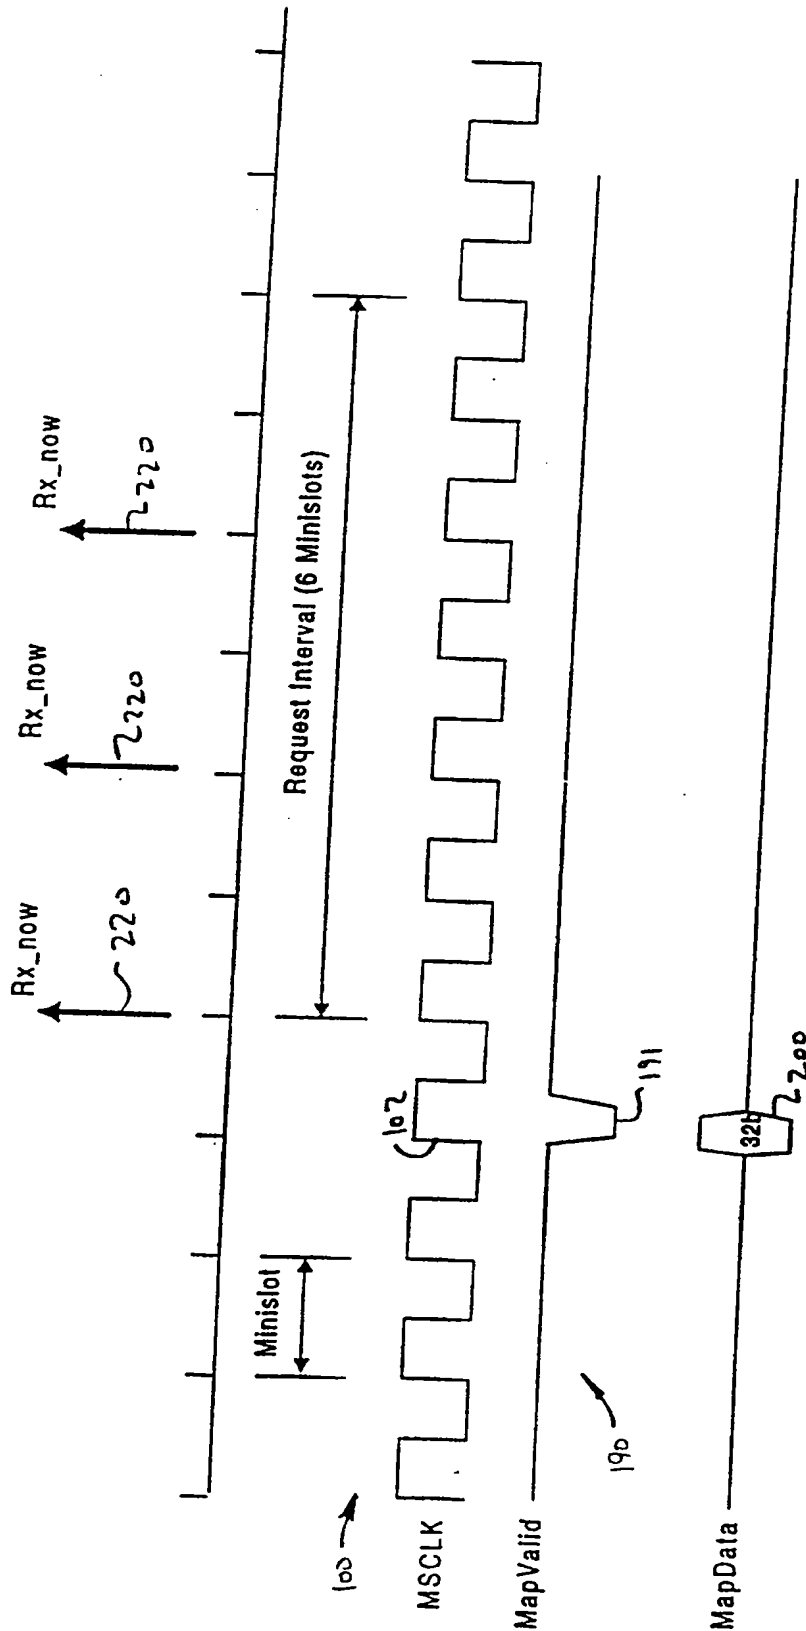 Rx_now
Rx_now
Rx_now
220
220
220
Minislot
Request Interval (6 Minislots)
100
102
MSCLK
MapValid
191
190
MapData
32b
200